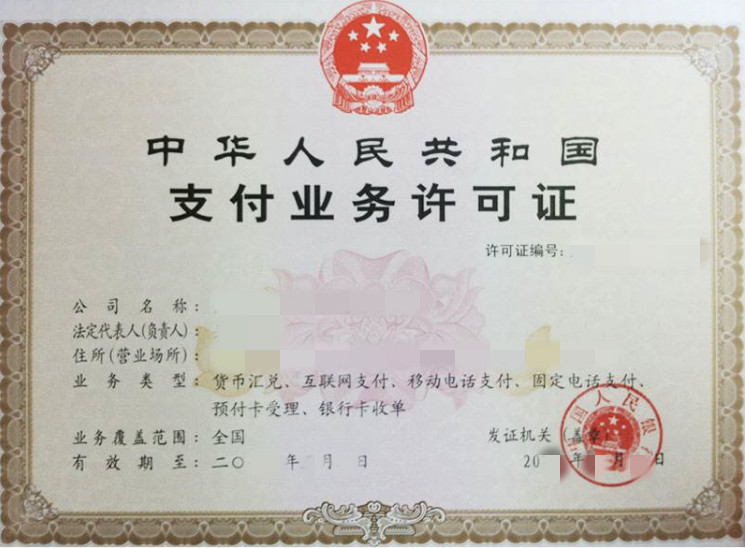 中华人民共和国
支付业务许可证
许可证编号:
公司名称:
法定代表人(负责人):
住所(营业场所):
业务类型: 货币汇兑、互联网支付、移动电话支付、固定电话支付、
预付卡受理、银行卡收单
业务覆盖范围: 全国
发证机关(盖章)
有效期至: 二〇 年 月 日
20 年 月 日
国人民银